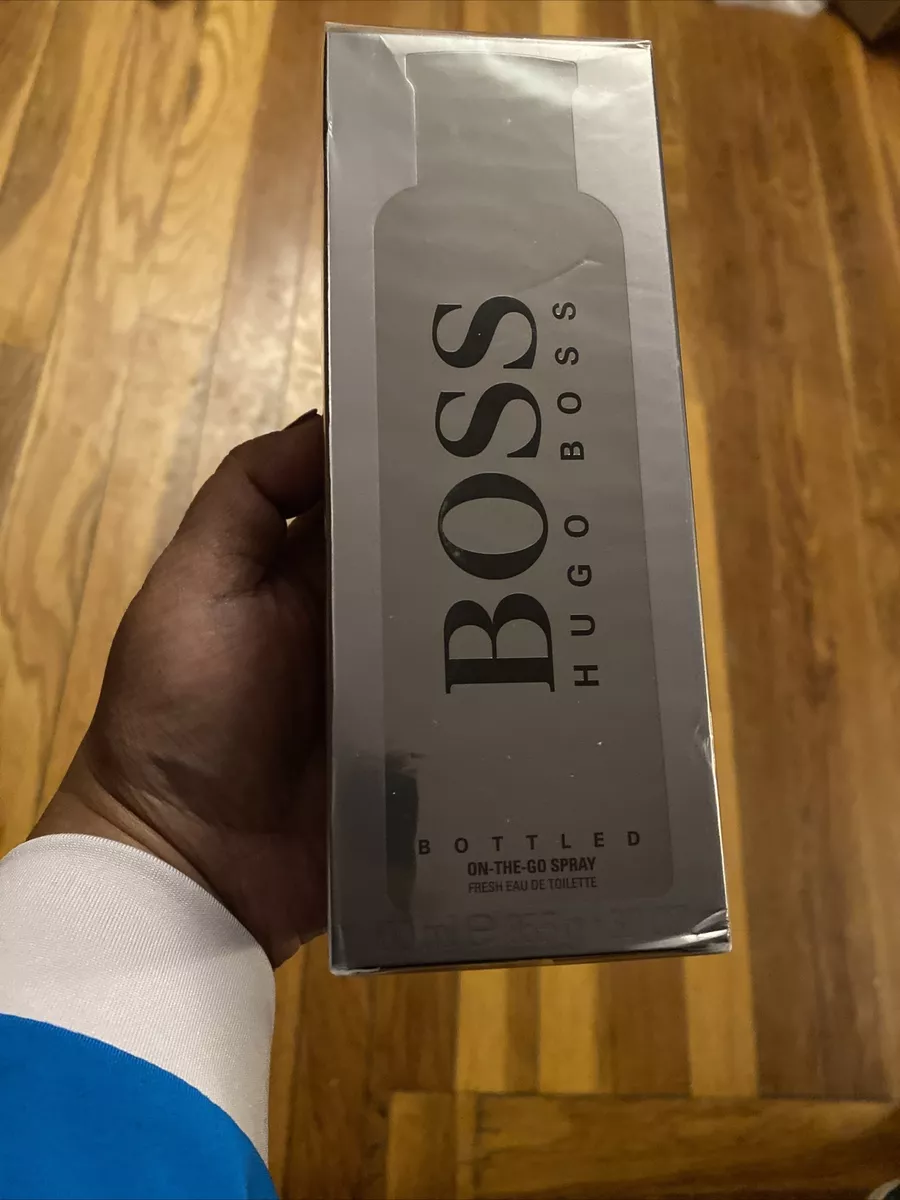 BOSS
HUGO BOSS
BOTTLED
ON-THE-GO SPRAY
FRESH EAU DE TOILETTE